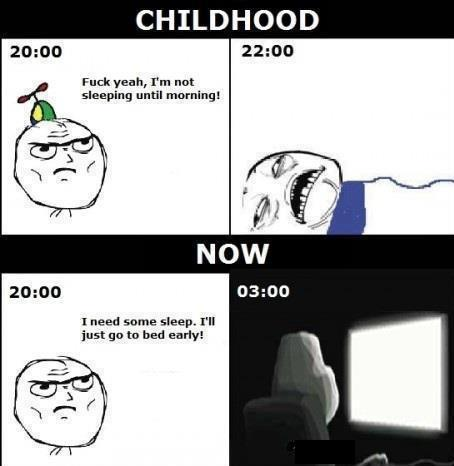 CHILDHOOD
20:00
Fuck yeah, I'm not
sleeping until morning!
22:00
NOW
20:00
I need some sleep. I'll
just go to bed early!
03:00